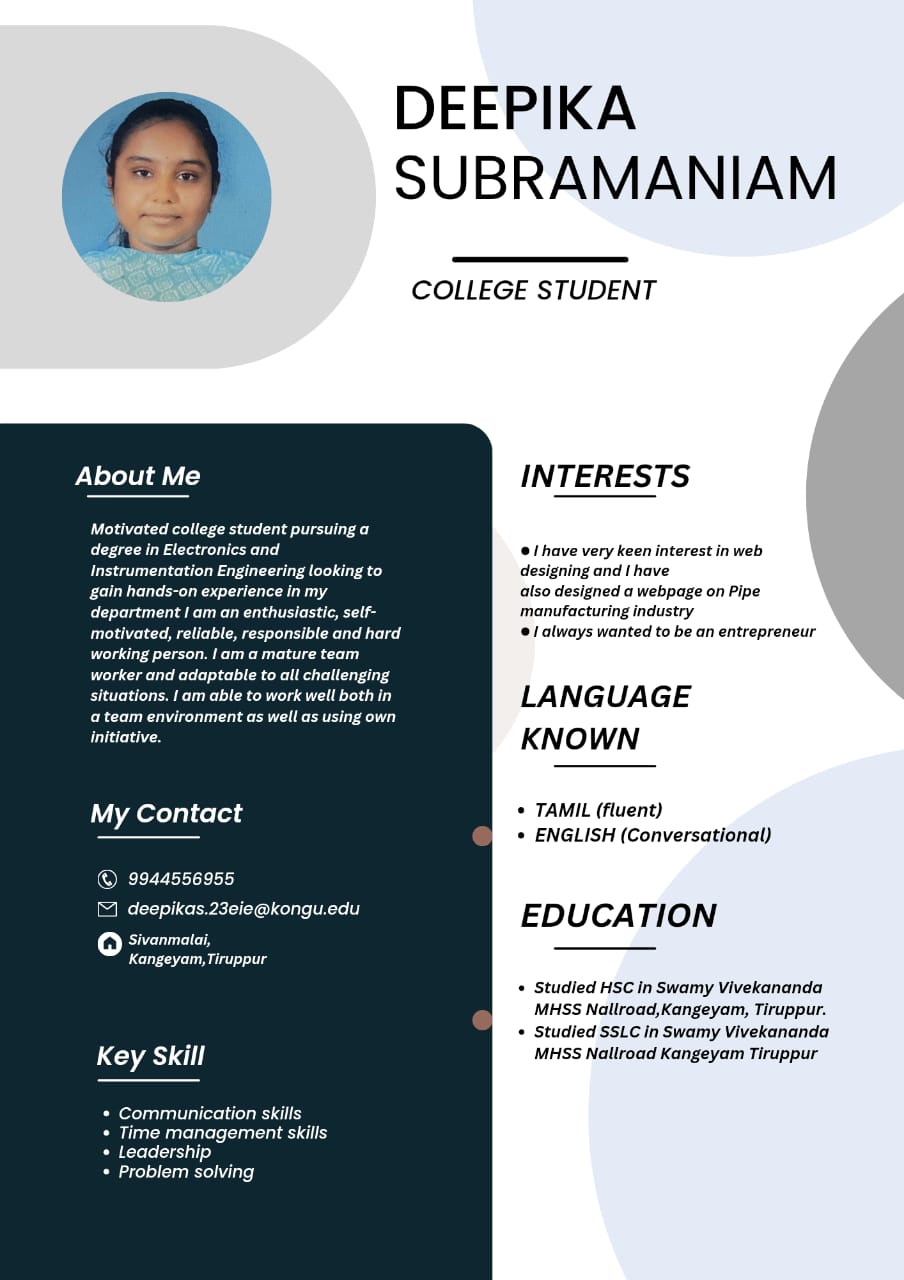 DEEPIKA
SUBRAMANIAM
COLLEGE STUDENT
About Me
Motivated college student pursuing a
degree in Electronics and
Instrumentation Engineering looking to
gain hands-on experience in my
department I am an enthusiastic, self-
motivated, reliable, responsible and hard
working person. I am a mature team
worker and adaptable to all challenging
situations. I am able to work well both in
a team environment as well as using own
initiative.
My Contact
9944556955
deepikas.23eie@kongu.edu
Sivanmalai,
Kangeyam,Tiruppur
Key Skill
• Communication skills
• Time management skills
• Leadership
• Problem solving
INTERESTS
● I have very keen interest in web
designing and I have
also designed a webpage on Pipe
manufacturing industry
● I always wanted to be an entrepreneur
LANGUAGE
KNOWN
• TAMIL (fluent)
• ENGLISH (Conversational)
EDUCATION
• Studied HSC in Swamy Vivekananda
MHSS Nallroad,Kangeyam, Tiruppur.
• Studied SSLC in Swamy Vivekananda
MHSS Nallroad Kangeyam Tiruppur